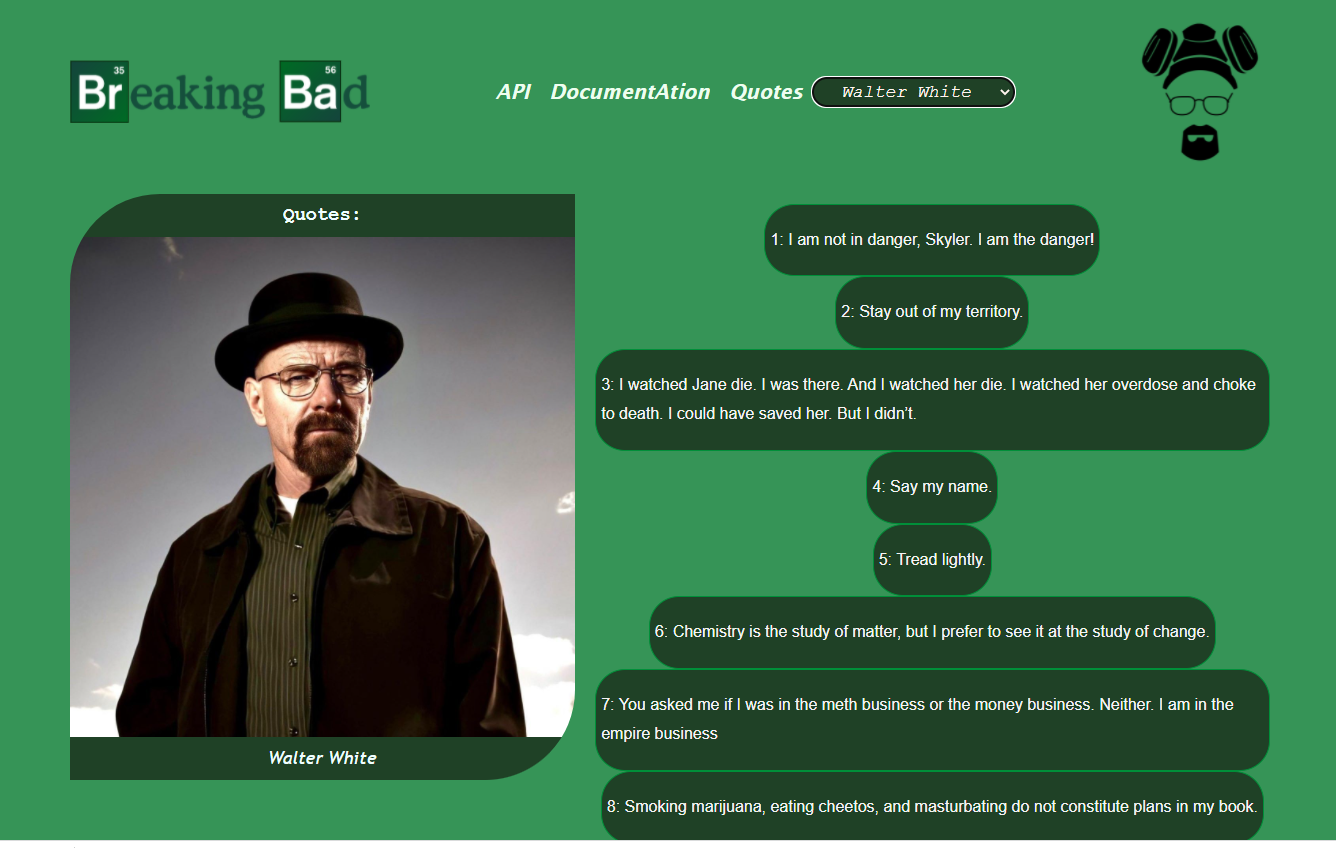 35
56
Breaking Bad
API DocumentAtion Quotes Walter White
Quotes:
Walter White
1: I am not in danger, Skyler. I am the danger!
2: Stay out of my territory.
3: I watched Jane die. I was there. And I watched her die. I watched her overdose and choke
to death. I could have saved her. But I didn’t.
4: Say my name.
5: Tread lightly.
6: Chemistry is the study of matter, but I prefer to see it at the study of change.
7: You asked me if I was in the meth business or the money business. Neither. I am in the
empire business
8: Smoking marijuana, eating cheetos, and masturbating do not constitute plans in my book.